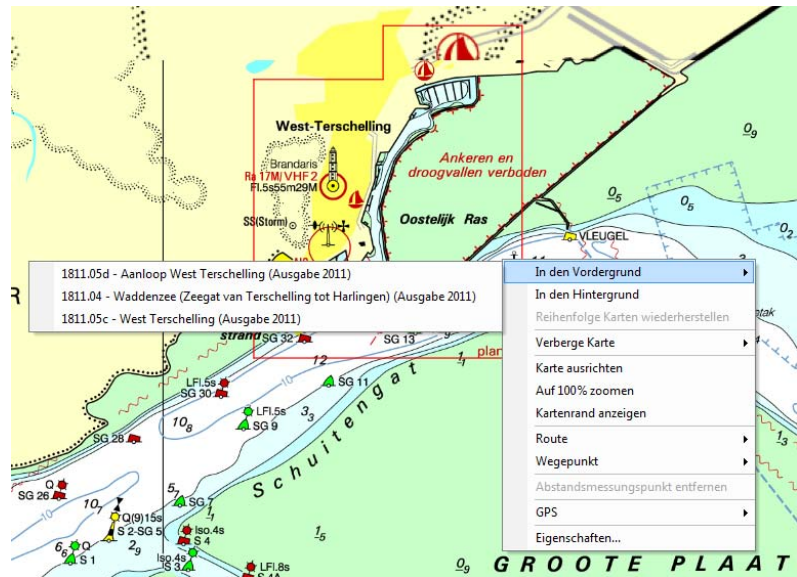 West-Terschelling
Brandaris
Ra 17M/VHF 2
Fl.5s55m29M
SS(Storm)
Ankeren en
droogvallen verboden
Oostelijk Ras
VLEUGEL
0₉
0₅
0₅
0₂
1811.05d - Aanloop West Terschelling (Ausgabe 2011)
1811.04 - Waddenzee (Zeegat van Terschelling tot Harlingen) (Ausgabe 2011)
1811.05c - West Terschelling (Ausgabe 2011)
In den Vordergrund
In den Hintergrund
Reihenfolge Karten wiederherstellen
Verberge Karte
Karte ausrichten
Auf 100% zoomen
Kartenrand anzeigen
Route
Wegepunkt
Abstandsmessungspunkt entfernen
GPS
Eigenschaften...
R
strand
SG 32
SG 13
plan
1₁
12
LFl.5s
SG 30
10
SG 11
10₈
LFl.5s
SG 9
3₃
SG 28
Schuitengat
1₃
Q
SG 26
10₇
10
5₇
SG 7
1₁
Q(9)15s
S 2-SG 5
2₉
Iso.4s
S 4
1₅
6₆
Q
S 1
Iso.4s
S 3
LFl.8s
S 4A
0₉
GROOTE PLAAT